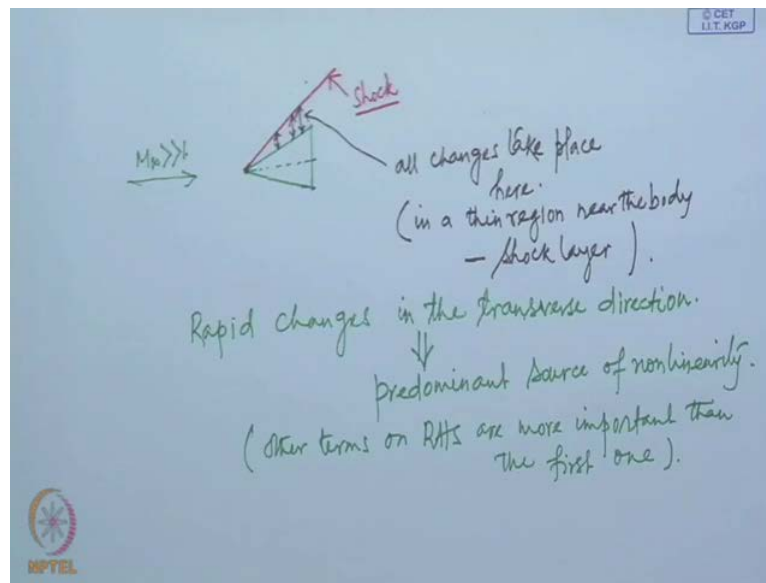 © CET
I.I.T. KGP
Shock
M∞>>1
all changes take place
here.
(in a thin region near the body
- Shock layer).
Rapid changes in the transverse direction.
⇓
predominant source of nonlinearity.
(Other terms on RHS are more important than
the first one).
NPTEL